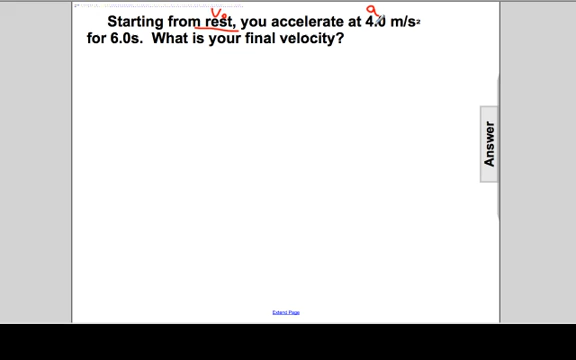 V₀ a
Starting from rest, you accelerate at 4.0 m/s²
for 6.0s. What is your final velocity?
Answer
Extend Page